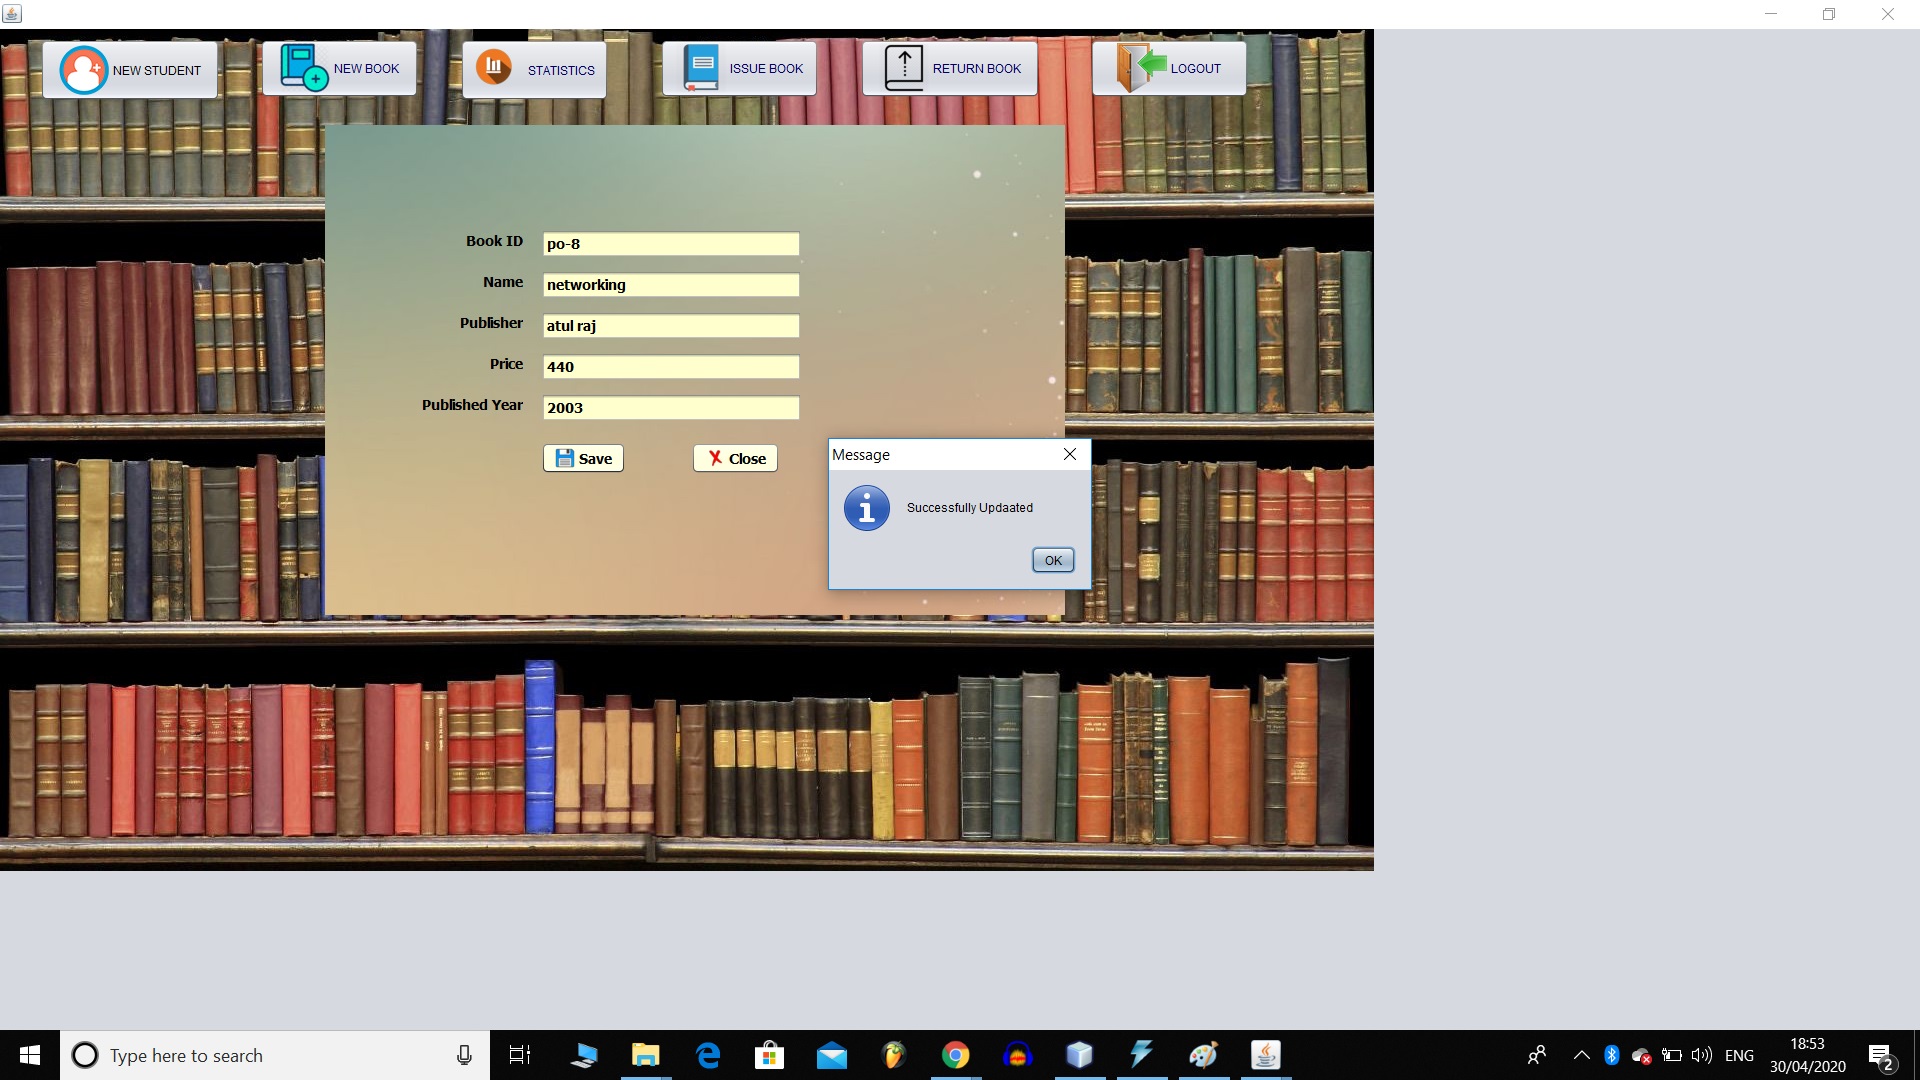 NEW STUDENT
NEW BOOK
STATISTICS
ISSUE BOOK
RETURN BOOK
LOGOUT
Book ID po-8
Name networking
Publisher atul raj
Price 440
Published Year 2003
Save Close
Message
Successfully Updaated
OK
Type here to search
ENG
18:53
30/04/2020
2